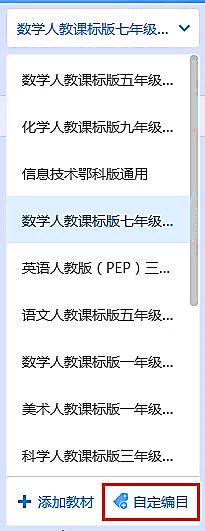 数学人教课标版七年级...
数学人教课标版五年级...
化学人教课标版九年级...
信息技术鄂科版通用
数学人教课标版七年级...
英语人教版（PEP）三...
语文人教课标版五年级...
数学人教课标版一年级...
美术人教课标版一年级...
科学人教课标版三年级...
添加教材 自定编目